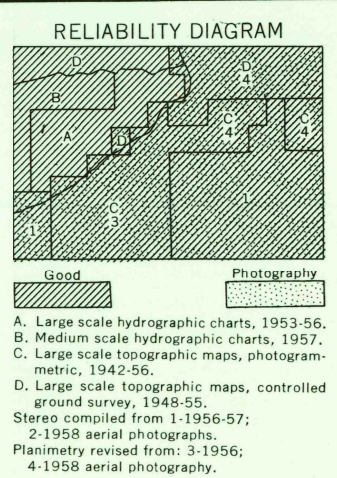 RELIABILITY DIAGRAM
D
D
4
B
C
4
C
4
A
D
1
C
3
1
Good
Photography
A. Large scale hydrographic charts, 1953-56.
B. Medium scale hydrographic charts, 1957.
C. Large scale topographic maps, photogram-
metric, 1942-56.
D. Large scale topographic maps, controlled
ground survey, 1948-55.
Stereo compiled from 1-1956-57;
2-1958 aerial photographs.
Planimetry revised from: 3-1956;
4-1958 aerial photography.